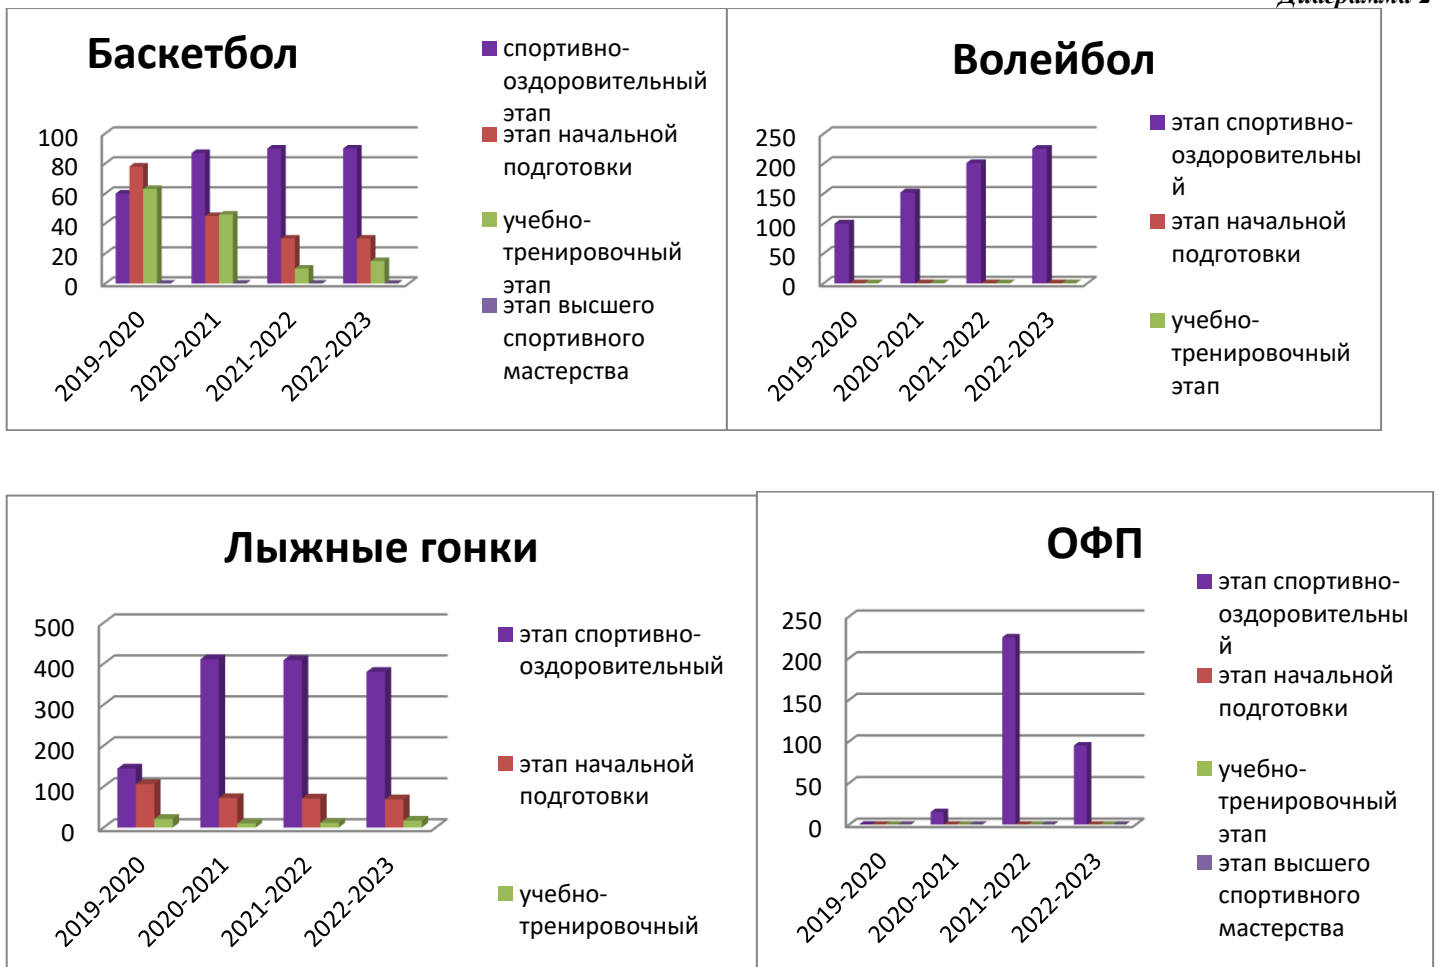 Диаграмма 2
Баскетбол
спортивно-
оздоровительный
этап
этап начальной
подготовки
учебно-
тренировочный
этап
этап высшего
спортивного
мастерства
100
80
60
40
20
0
2019-2020
2020-2021
2021-2022
2022-2023
Волейбол
этап спортивно-
оздоровительны
й
этап начальной
подготовки
учебно-
тренировочный
этап
250
200
150
100
50
0
2019-2020
2020-2021
2021-2022
2022-2023
Лыжные гонки
этап спортивно-
оздоровительный
этап начальной
подготовки
учебно-
тренировочный
500
400
300
200
100
0
2019-2020
2020-2021
2021-2022
2022-2023
ОФП
этап спортивно-
оздоровительны
й
этап начальной
подготовки
учебно-
тренировочный
этап
этап высшего
спортивного
мастерства
250
200
150
100
50
0
2019-2020
2020-2021
2021-2022
2022-2023